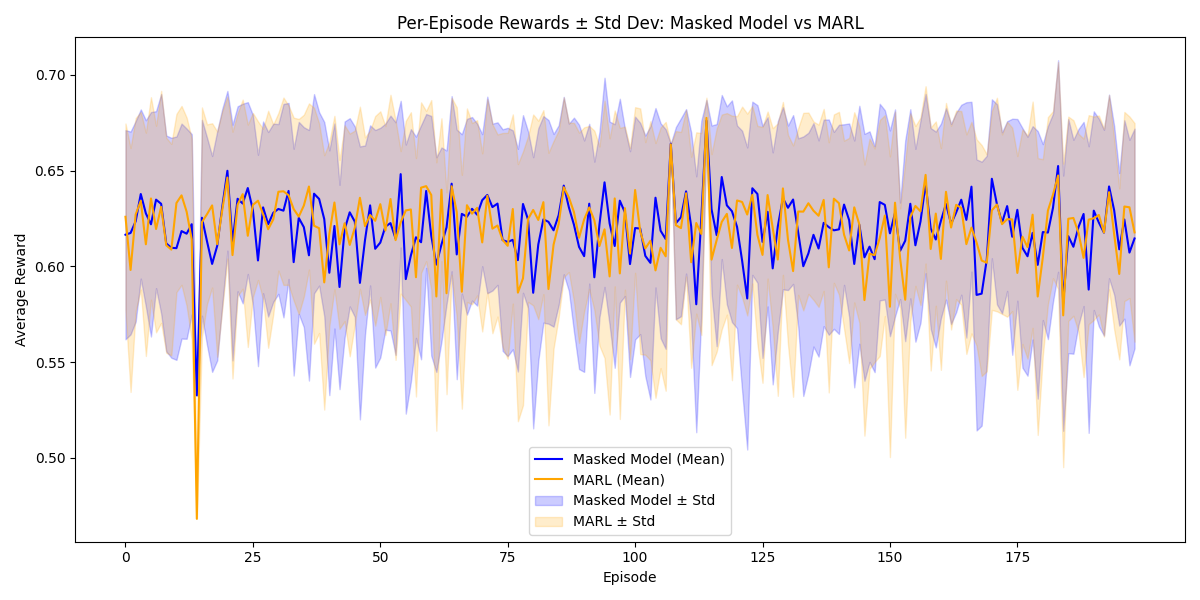 Per-Episode Rewards ± Std Dev: Masked Model vs MARL
Average Reward
0.70
0.65
0.60
0.55
0.50
Masked Model (Mean)
MARL (Mean)
Masked Model ± Std
MARL ± Std
0 25 50 75 100 125 150 175
Episode